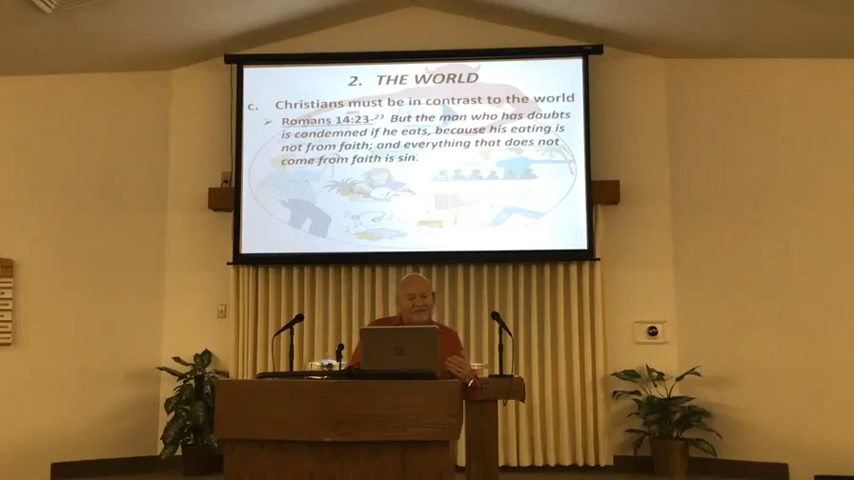 2. THE WORLD
c. Christians must be in contrast to the world
➢ Romans 14:23-²³ But the man who has doubts
is condemned if he eats, because his eating is
not from faith; and everything that does not
come from faith is sin.